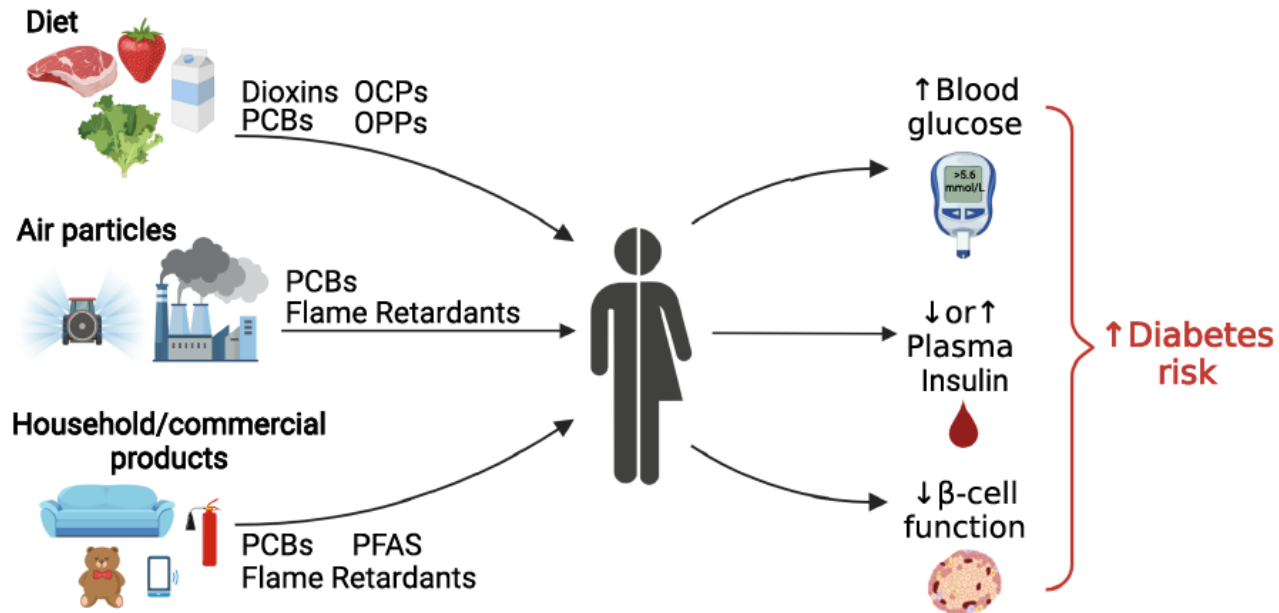 Diet
Dioxins OCPs
PCBs OPPs
Air particles
PCBs
Flame Retardants
Household/commercial
products
PCBs PFAS
Flame Retardants
↑Blood
glucose
>5.6
mmol/L
↓or↑
Plasma
Insulin
↓β-cell
function
↑Diabetes
risk